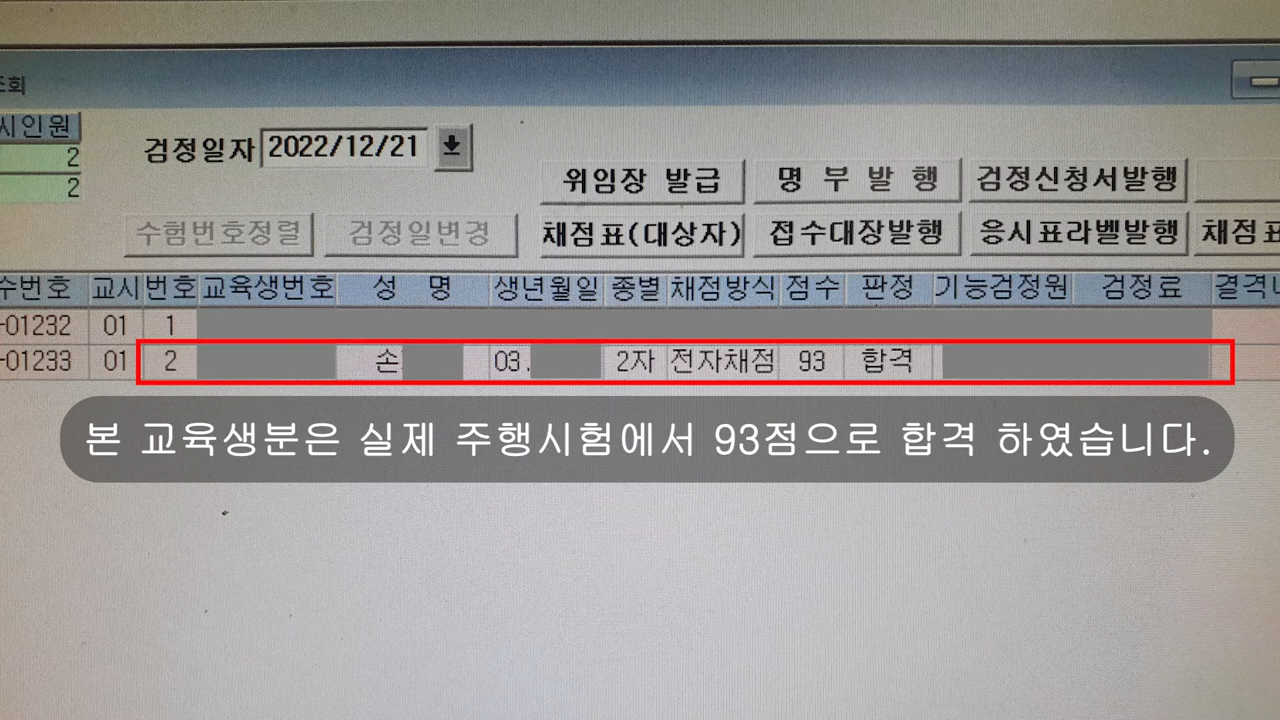 조회
시인원
검정일자 2022/12/21
2
2
위임장 발급 명 부 발 행 검정신청서발행
수험번호정렬 검정일변경 채점표(대상자) 접수대장발행 응시표라벨발행 채점표
수번호 교시 번호 교육생번호 성 명 생년월일 종별 채점방식 점수 판정 기능검정원 검정료 결격
-01232 01 1
-01233 01 2 손 03. 2자 전자채점 93 합격
본 교육생분은 실제 주행시험에서 93점으로 합격 하였습니다.